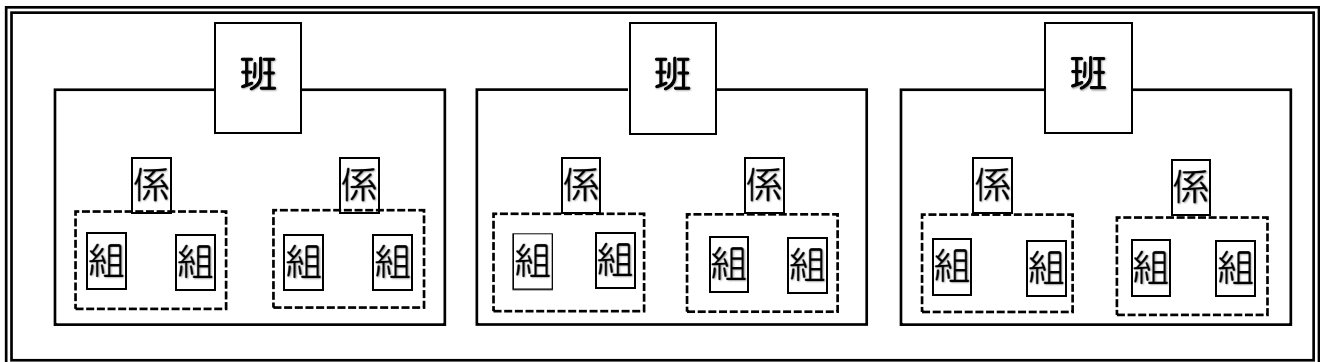 班 班 班
係 係 係 係 係 係
組 組 組 組 組 組 組 組 組 組 組 組